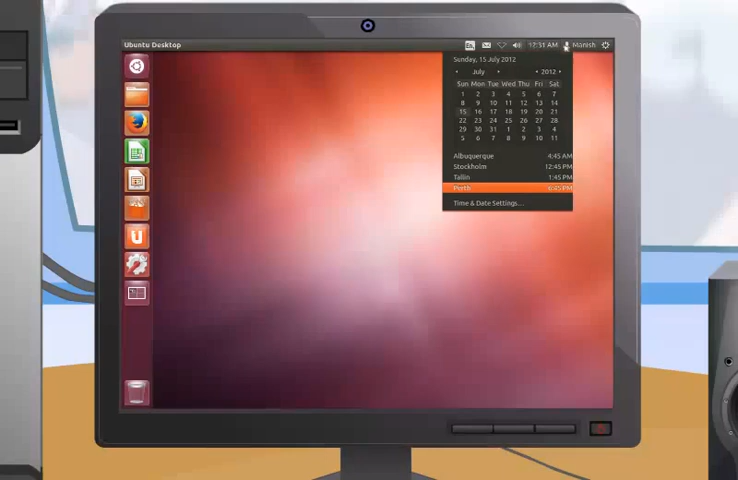 Ubuntu Desktop
En
AM
Manish
Sunday, 15 July 2012
July 2012
Sun Mon Tue Wed Thu Fri Sat
1 2 3 4 5 6 7
8 9 10 11 12 13 14
15 16 17 18 19 20 21
22 23 24 25 26 27 28
29 30 31 1 2 3 4
5 6 7 8 9 10 11
Albuquerque 4:45 AM
Stockholm 12:45 PM
Tallin 1:45 PM
Perth 6:45 PM
Time & Date Settings...